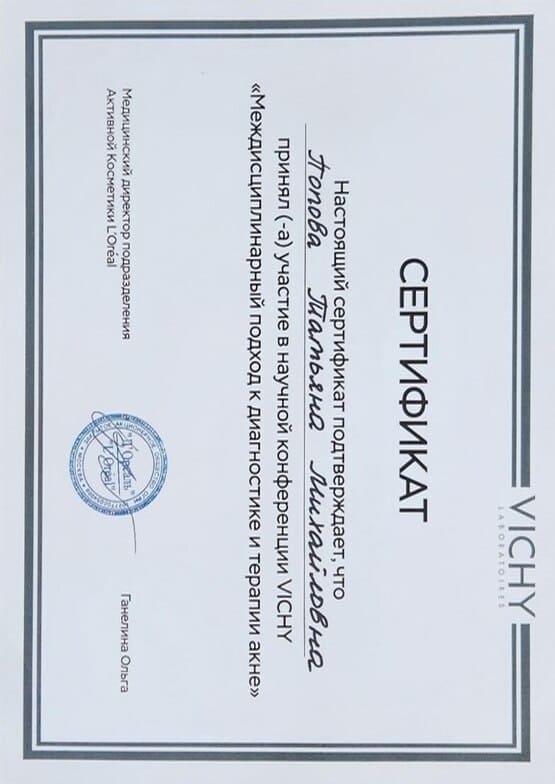 VICHY
LABORATOIRES
СЕРТИФИКАТ
Настоящий сертификат подтверждает, что
Попова Татьяна Михайловна
принял (-а) участие в научной конференции VICHY
«Междисциплинарный подход к диагностике и терапии акне»
Медицинский директор подразделения
Активной Косметики L'Oréal
"Л'Ореаль"
"L'Oréal"
МОСКВА
Ганелина Ольга